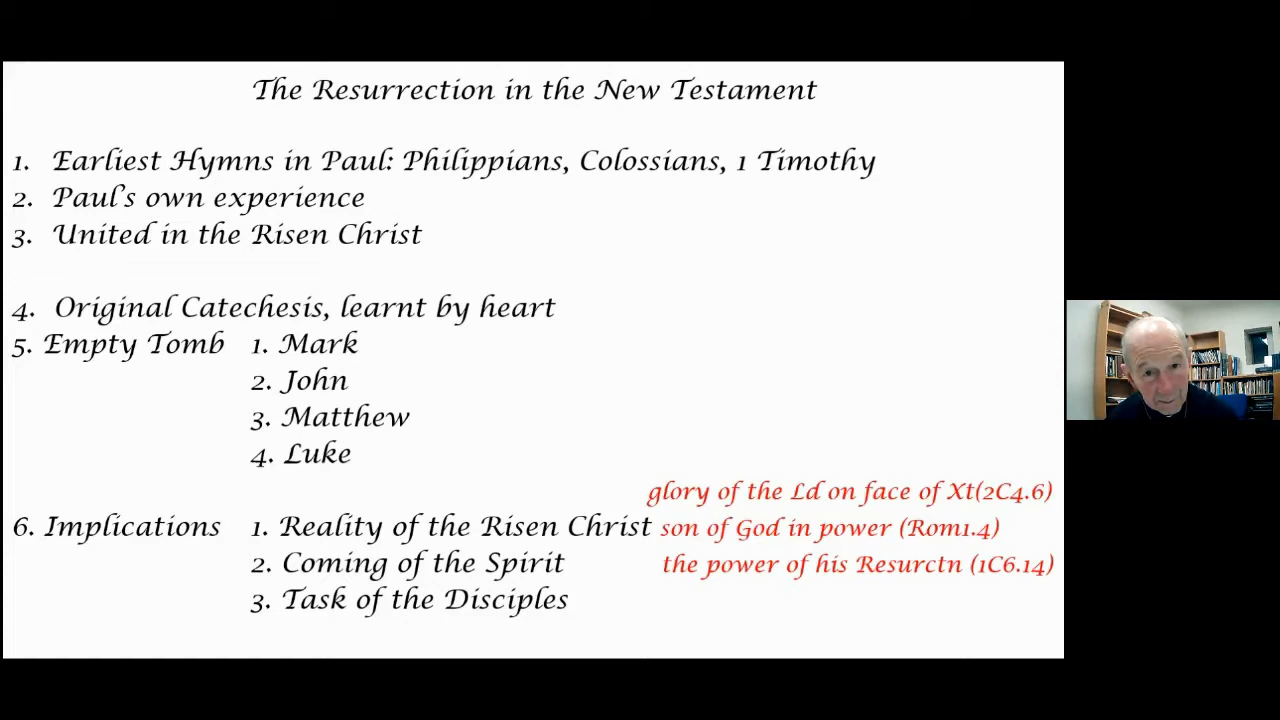 The Resurrection in the New Testament
1. Earliest Hymns in Paul: Philippians, Colossians, 1 Timothy
2. Paul's own experience
3. United in the Risen Christ
4. Original Catechesis, learnt by heart
5. Empty Tomb 1. Mark
2. John
3. Matthew
4. Luke
glory of the Ld on face of Xt(2C4.6)
6. Implications 1. Reality of the Risen Christ son of God in power (Rom1.4)
2. Coming of the Spirit the power of his Resurctn (1C6.14)
3. Task of the Disciples